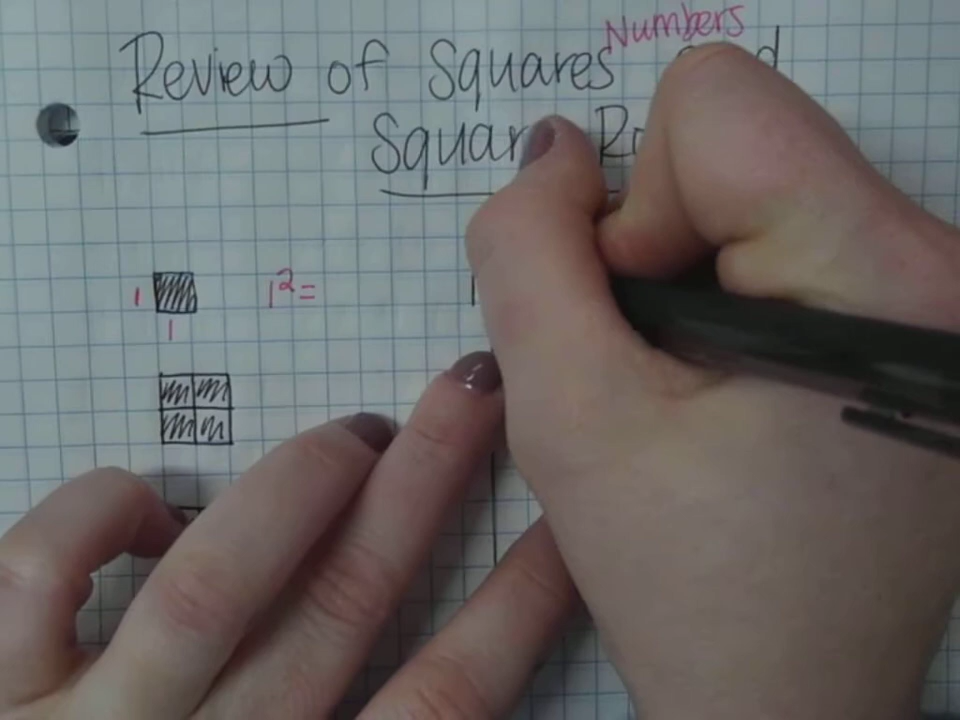 Numbers
Review of Squares
Square
1 1² =
1